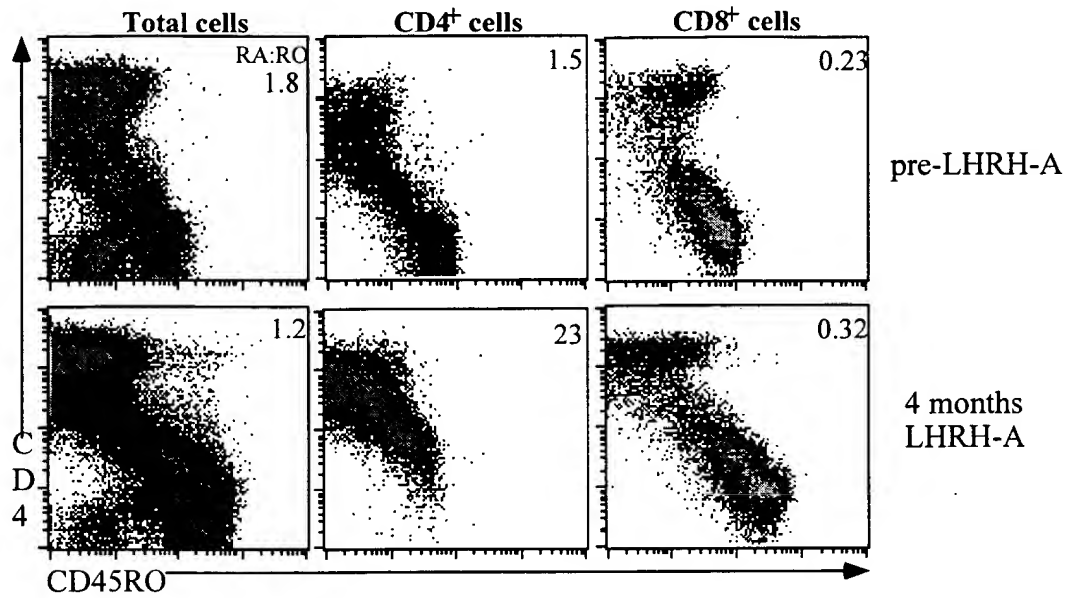 Total cells
CD4+ cells
CD8+ cells
RA:RO
1.8
1.5
0.23
pre-LHRH-A
1.2
23
0.32
4 months
LHRH-A
C
D
4
CD45RO